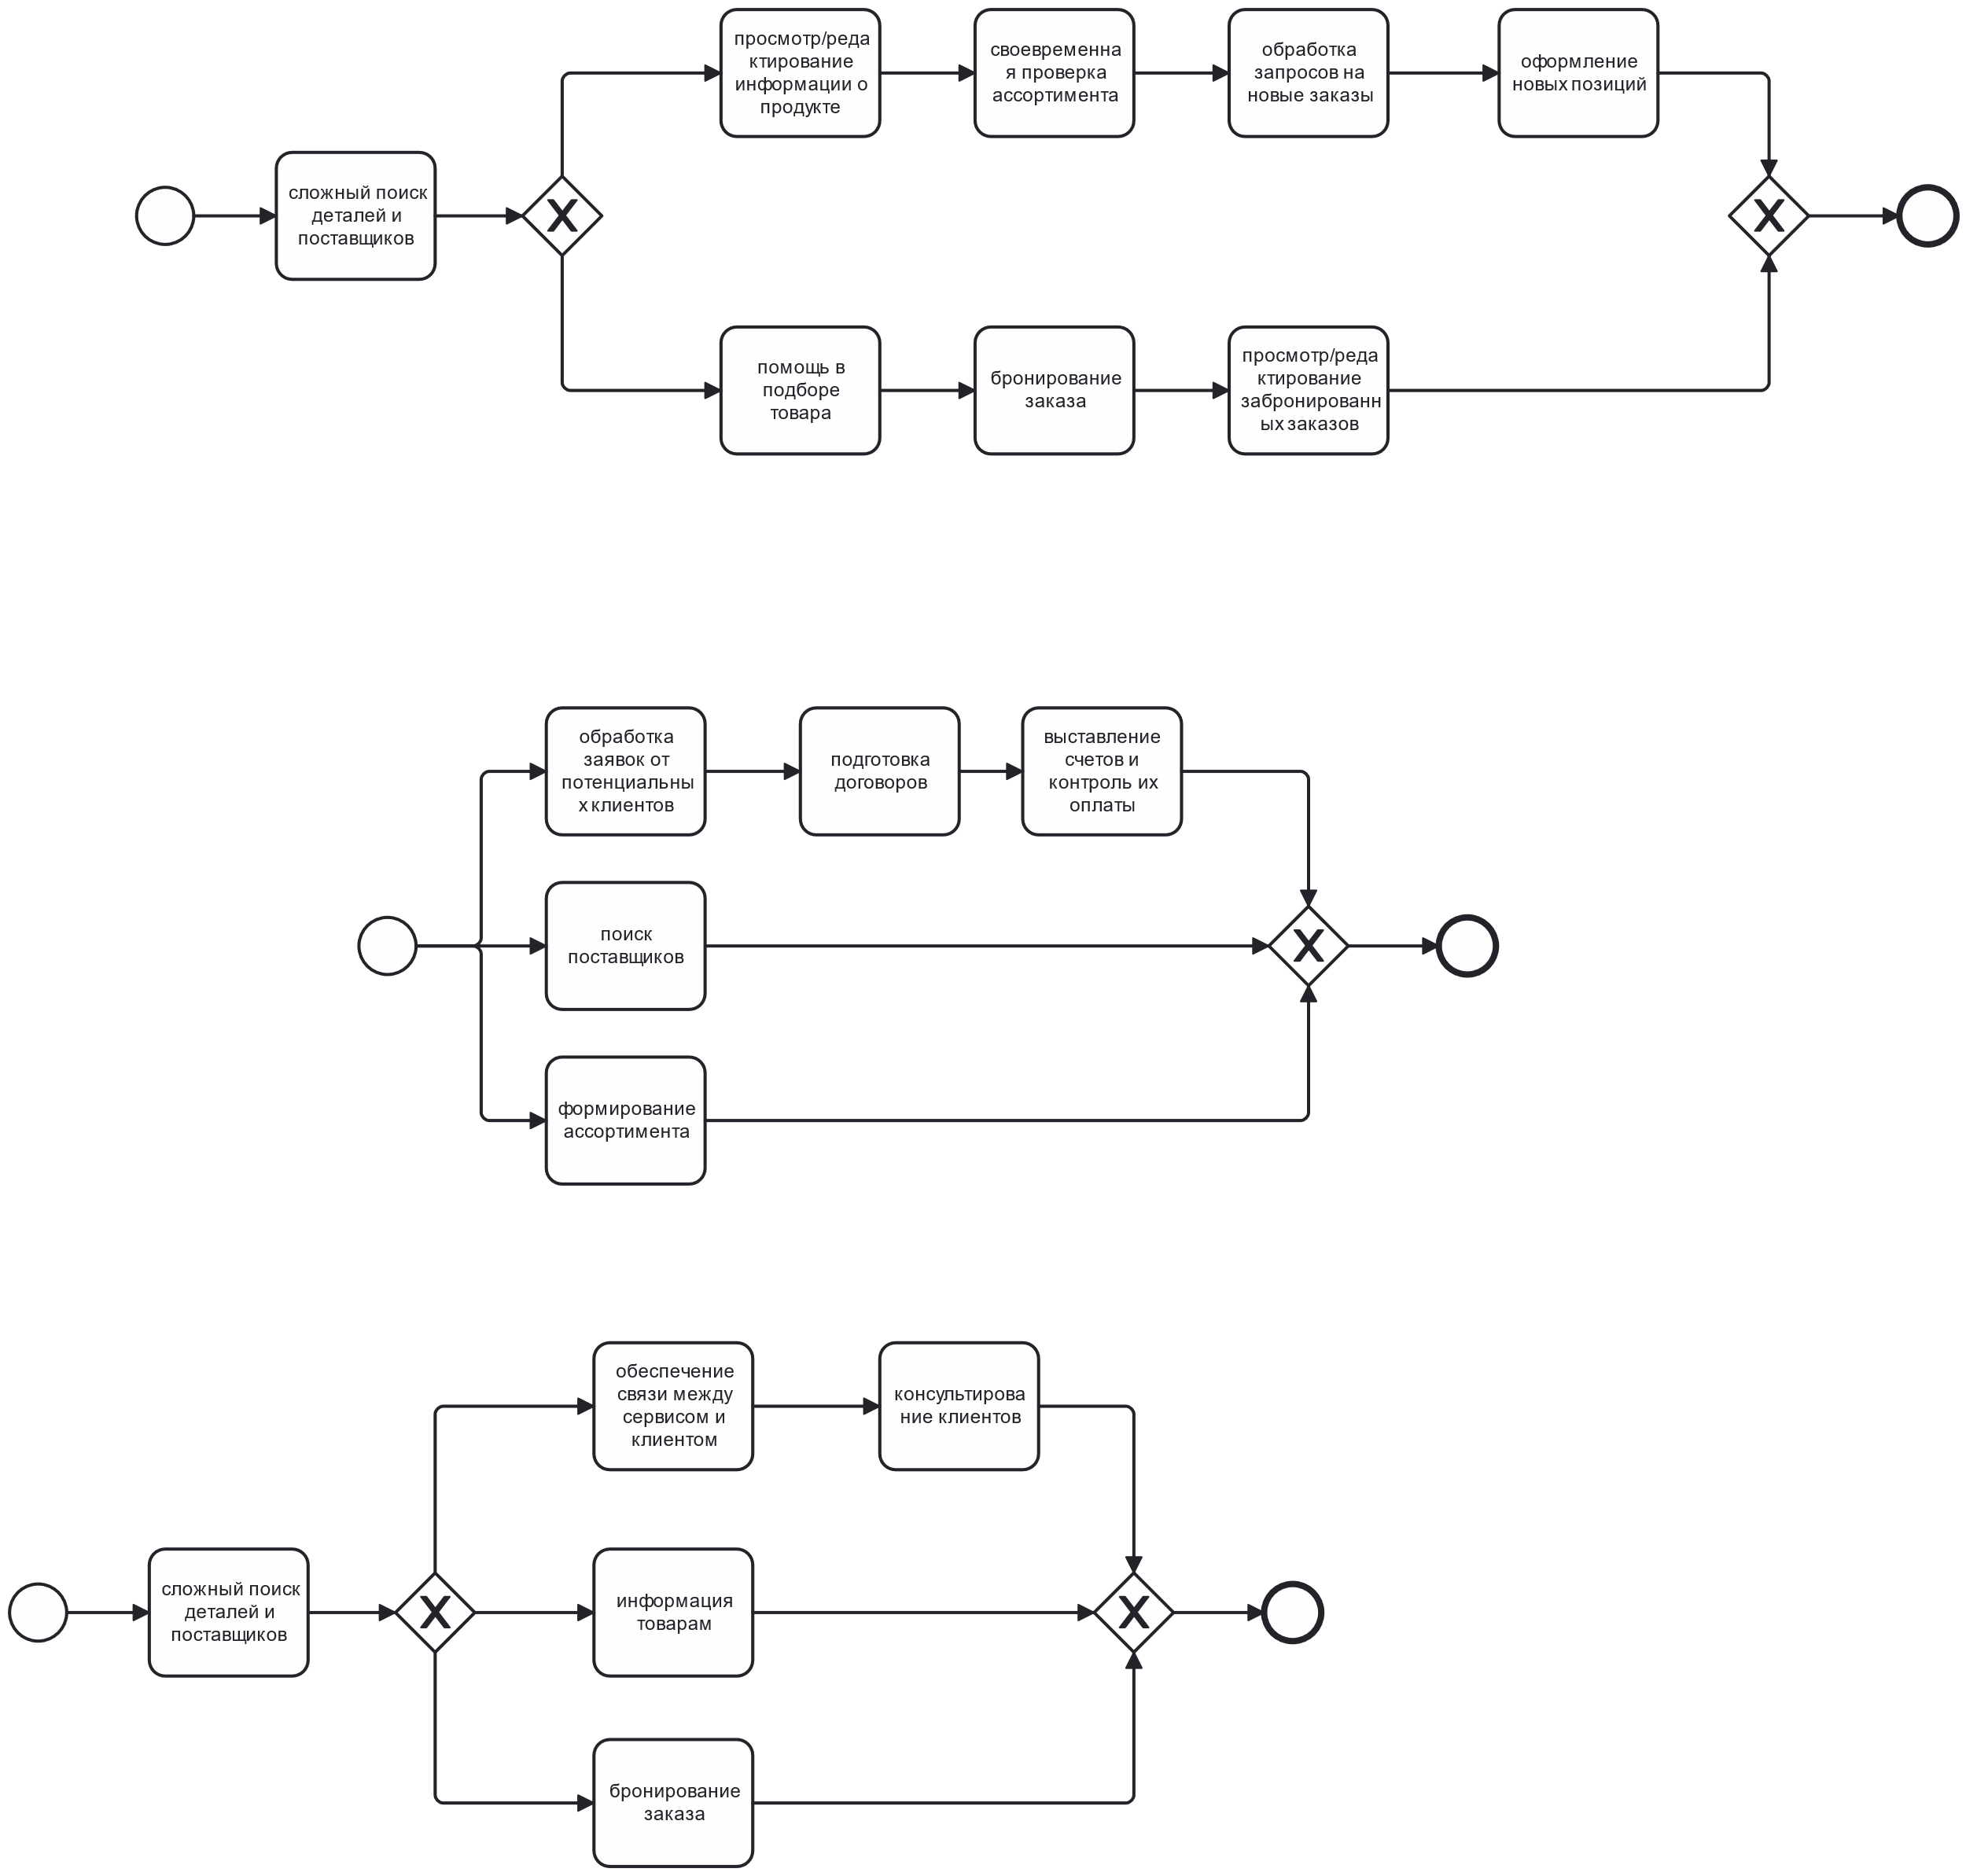 просмотр/реда
ктирование
информации о
продукте
своевременна
я проверка
ассортимента
обработка
запросов на
новые заказы
оформление
новых позиций
сложный поиск
деталей и
поставщиков
помощь в
подборе
товара
бронирование
заказа
просмотр/реда
ктирование
забронированн
ых заказов
обработка
заявок от
потенциальны
х клиентов
подготовка
договоров
выставление
счетов и
контроль их
оплаты
поиск
поставщиков
формирование
ассортимента
обеспечение
связи между
сервисом и
клиентом
консультирова
ние клиентов
сложный поиск
деталей и
поставщиков
информация
товарам
бронирование
заказа